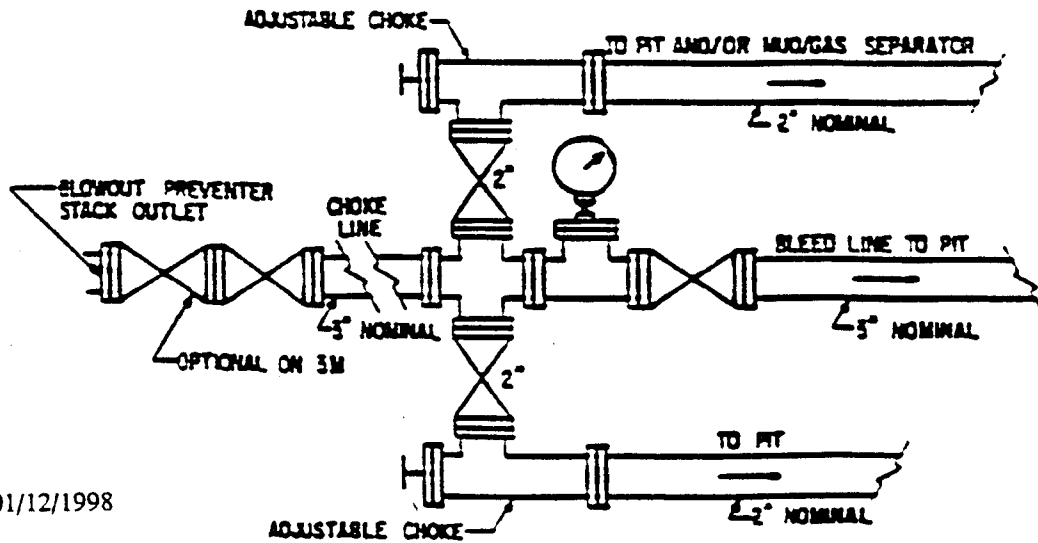 ADJUSTABLE CHOKE
TO PIT AND/OR MUD/GAS SEPARATOR
2" NOMINAL
2"
BLOWOUT PREVENTER
STACK OUTLET
CHOKE
LINE
BLEED LINE TO PIT
3" NOMINAL
3" NOMINAL
OPTIONAL ON 3M
2"
TO PIT
01/12/1998
2" NOMINAL
ADJUSTABLE CHOKE